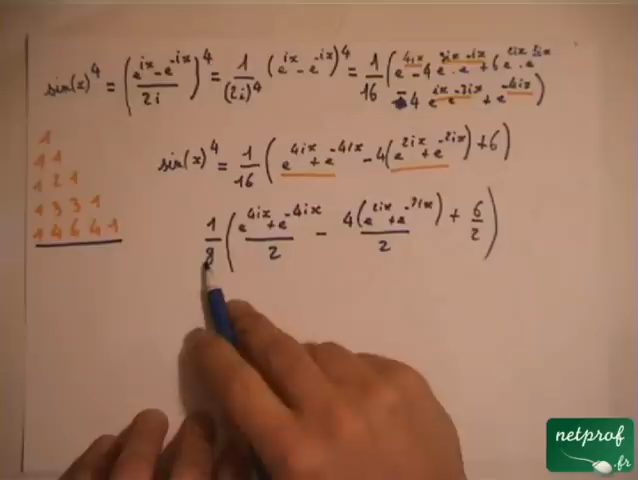 sin(x)⁴ = ((e^ix − e^-ix)/2i)⁴ = 1/(2i)⁴ (e^ix − e^-ix)⁴ = 1/16 (e^4ix − 4 e^3ix . e^-ix + 6 e^2ix . e^-2ix
− 4 e^ix e^-3ix + e^-4ix)
1
1 1
1 2 1
1 3 3 1
1 4 6 4 1
sin(x)⁴ = 1/16 (e^4ix + e^-4ix − 4(e^2ix + e^-2ix) + 6)
1/8 ((e^4ix + e^-4ix)/2 − 4(e^2ix + e^-2ix)/2 + 6/2)
netprof
.fr